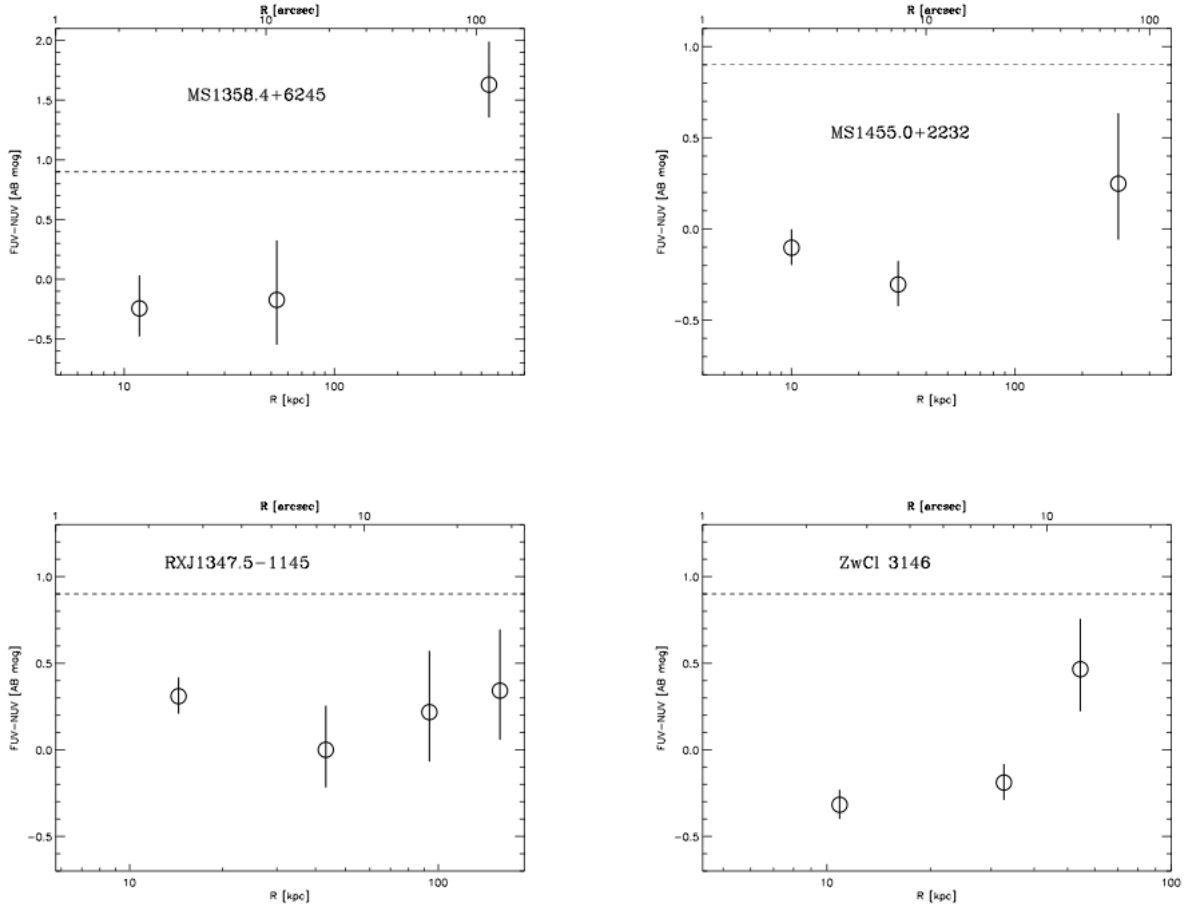 R [arcsec]
1 10 100
2.0
1.5
1.0
0.5
0.0
−0.5
FUV−NUV [AB mag]
MS1358.4+6245
10 100
R [kpc]
R [arcsec]
1 10 100
1.0
0.5
0.0
−0.5
FUV−NUV [AB mag]
MS1455.0+2232
10 100
R [kpc]
R [arcsec]
1 10
1.0
0.5
0.0
−0.5
FUV−NUV [AB mag]
RXJ1347.5−1145
10 100
R [kpc]
R [arcsec]
1 10 100
1.0
0.5
0.0
−0.5
FUV−NUV [AB mag]
ZwCl 3146
10 100
R [kpc]